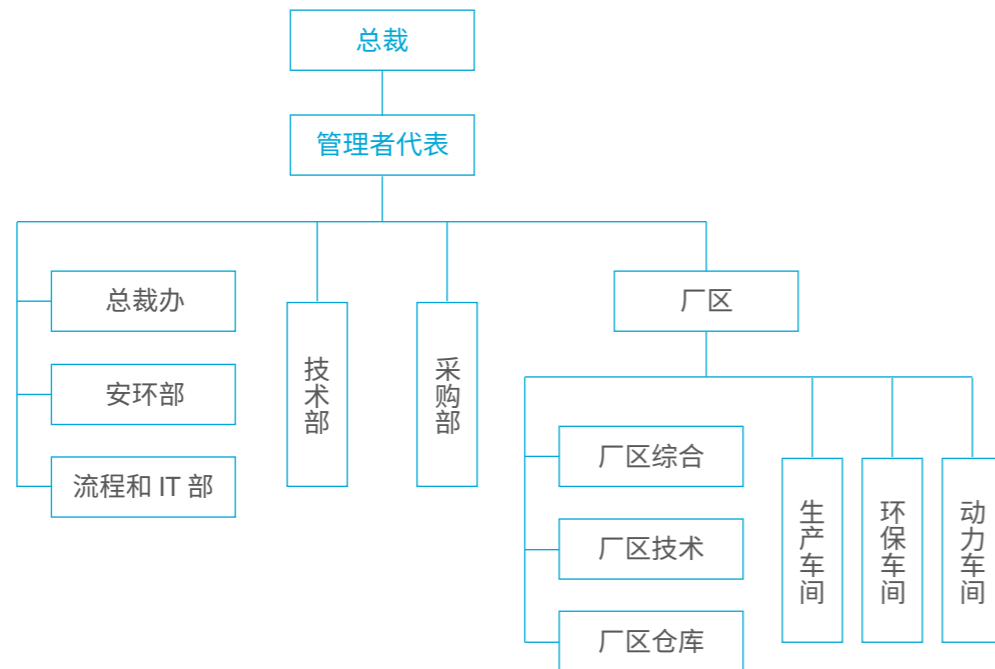 总裁
管理者代表
总裁办
安环部
流程和 IT 部
技术部
采购部
厂区
厂区综合
厂区技术
厂区仓库
生产车间
环保车间
动力车间